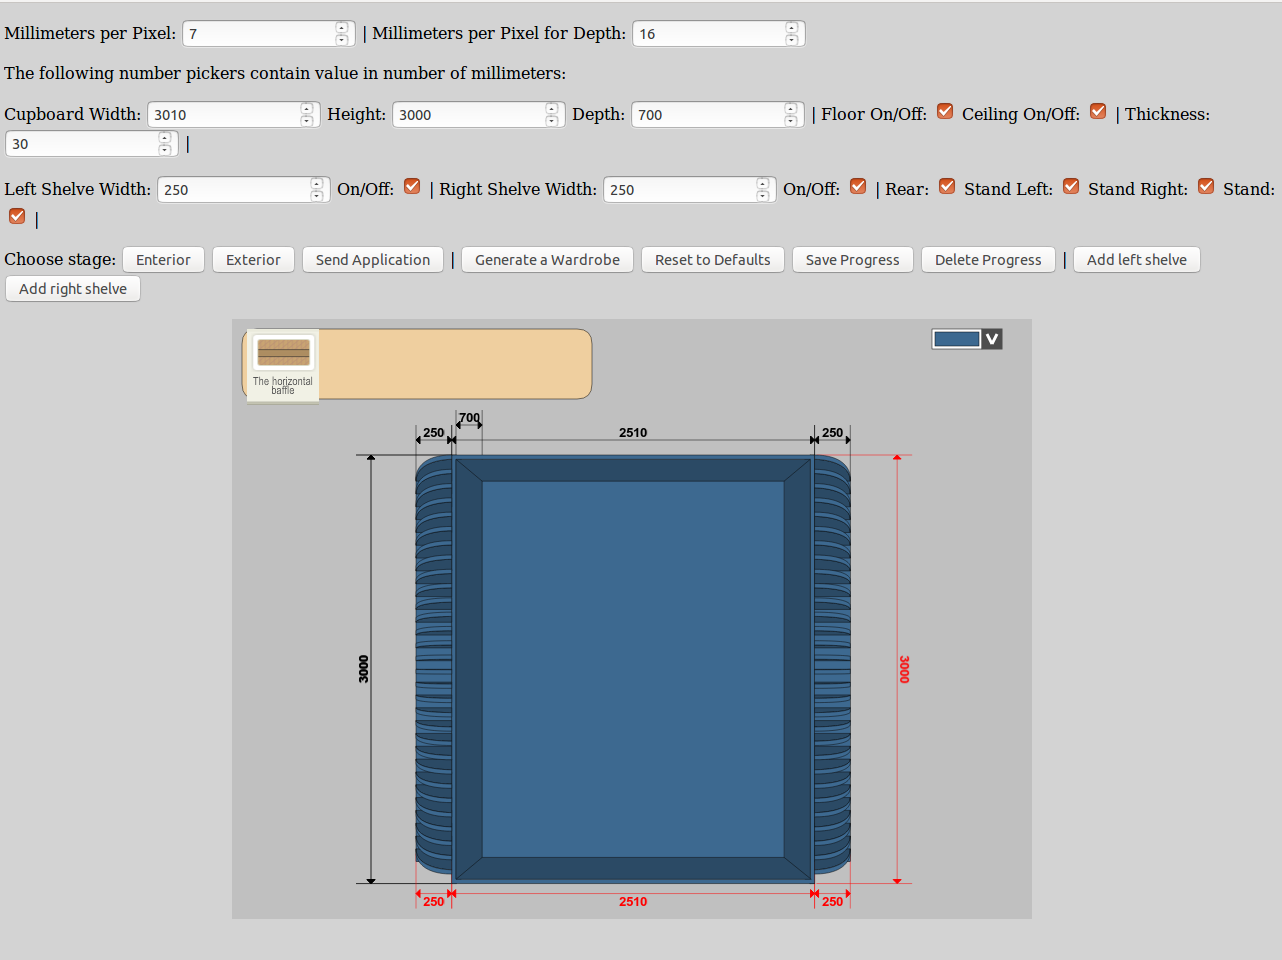 Millimeters per Pixel: 7 | Millimeters per Pixel for Depth: 16
The following number pickers contain value in number of millimeters:
Cupboard Width: 3010 Height: 3000 Depth: 700 | Floor On/Off: Ceiling On/Off: | Thickness:
30 |
Left Shelve Width: 250 On/Off: | Right Shelve Width: 250 On/Off: | Rear: Stand Left: Stand Right: Stand:
|
Choose stage: Enterior Exterior Send Application | Generate a Wardrobe Reset to Defaults Save Progress Delete Progress | Add left shelve
Add right shelve
V
The horizontal
baffle
700
250 2510 250
3000 3000
250 2510 250